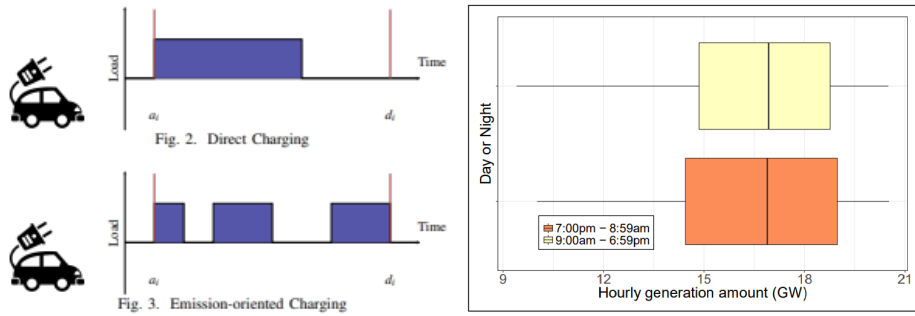 Load
Time
a_i
d_i
Fig. 2. Direct Charging
Load
Time
a_i
d_i
Fig. 3. Emission-oriented Charging
Day or Night
7:00pm − 8:59am
9:00am − 6:59pm
9 12 15 18 21
Hourly generation amount (GW)